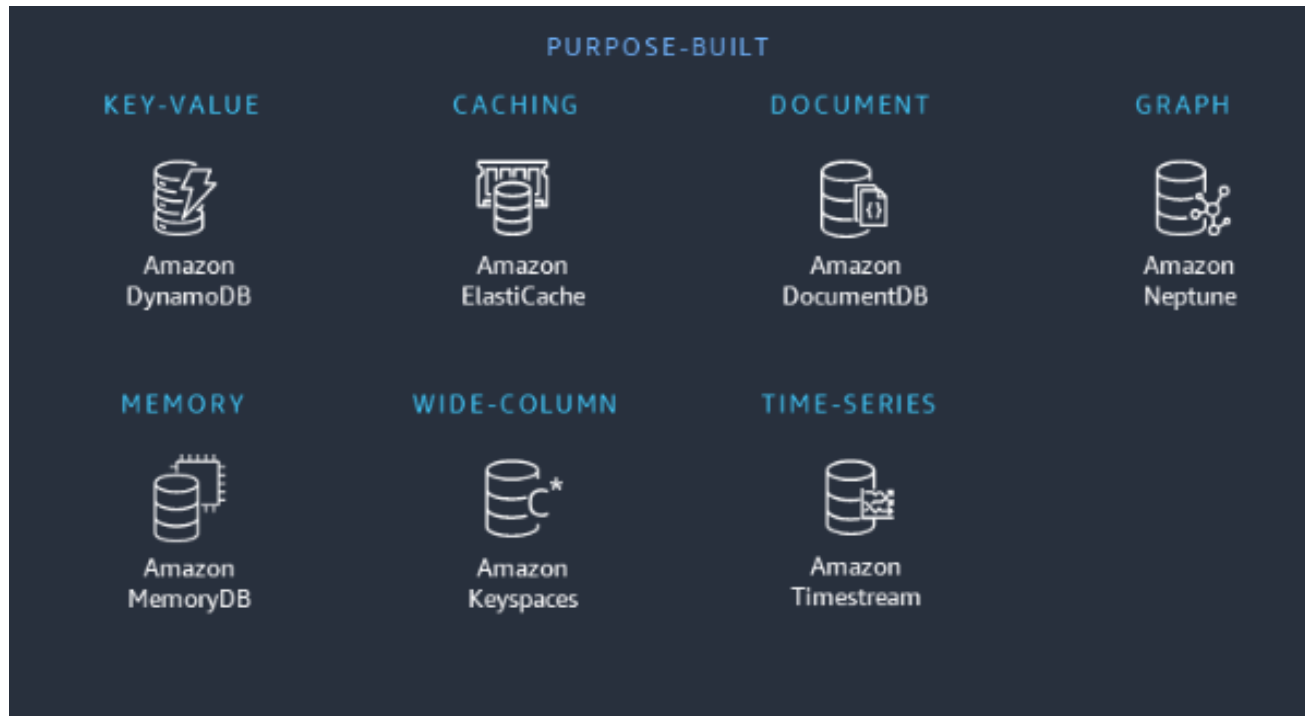 PURPOSE-BUILT
KEY-VALUE
CACHING
DOCUMENT
GRAPH
{}
Amazon
DynamoDB
Amazon
ElastiCache
Amazon
DocumentDB
Amazon
Neptune
MEMORY
WIDE-COLUMN
TIME-SERIES
C*
Amazon
MemoryDB
Amazon
Keyspaces
Amazon
Timestream